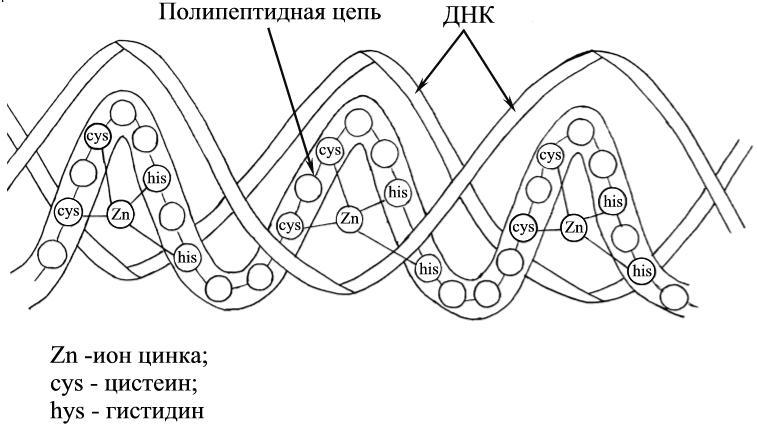 Полипептидная цепь
ДНК
cys
cys
Zn
his
his
cys
cys
Zn
his
his
cys
cys
Zn
his
his
Zn -ион цинка;
cys - цистеин;
hys - гистидин